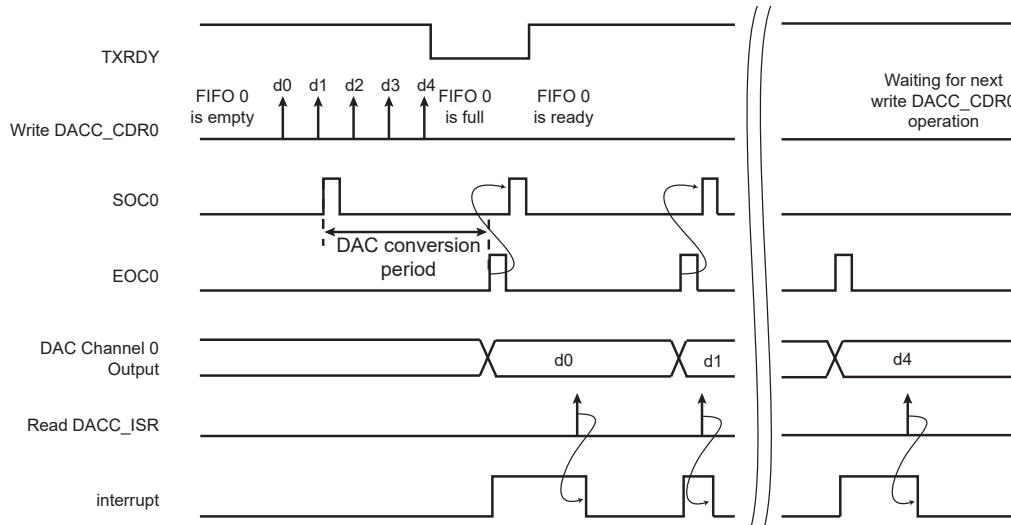 TXRDY
FIFO 0
is empty
d0
d1
d2
d3
d4
FIFO 0
is full
FIFO 0
is ready
Waiting for next
write DACC_CDR0
operation
Write DACC_CDR0
SOC0
DAC conversion
period
EOC0
DAC Channel 0
Output
d0
d1
d4
Read DACC_ISR
interrupt